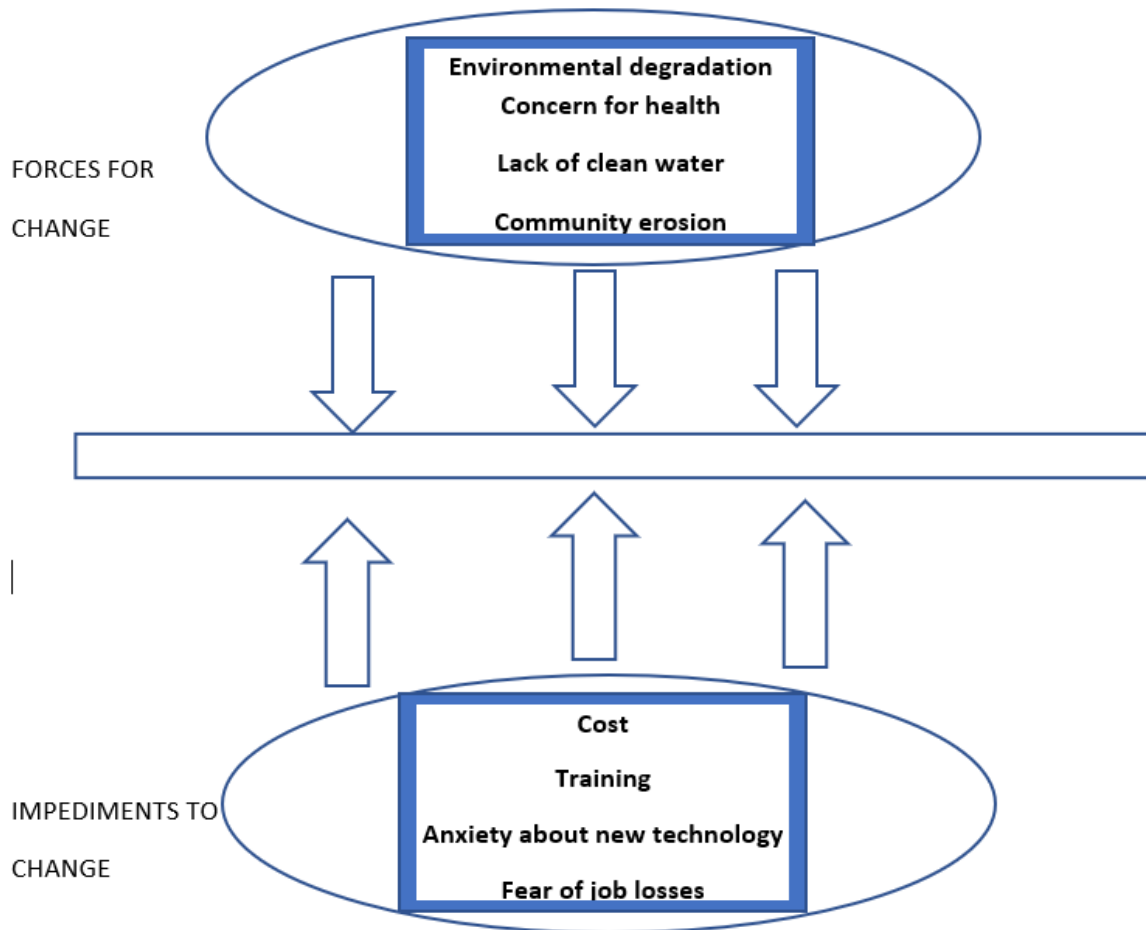 Environmental degradation
Concern for health
Lack of clean water
Community erosion
FORCES FOR
CHANGE
Cost
Training
Anxiety about new technology
Fear of job losses
IMPEDIMENTS TO
CHANGE